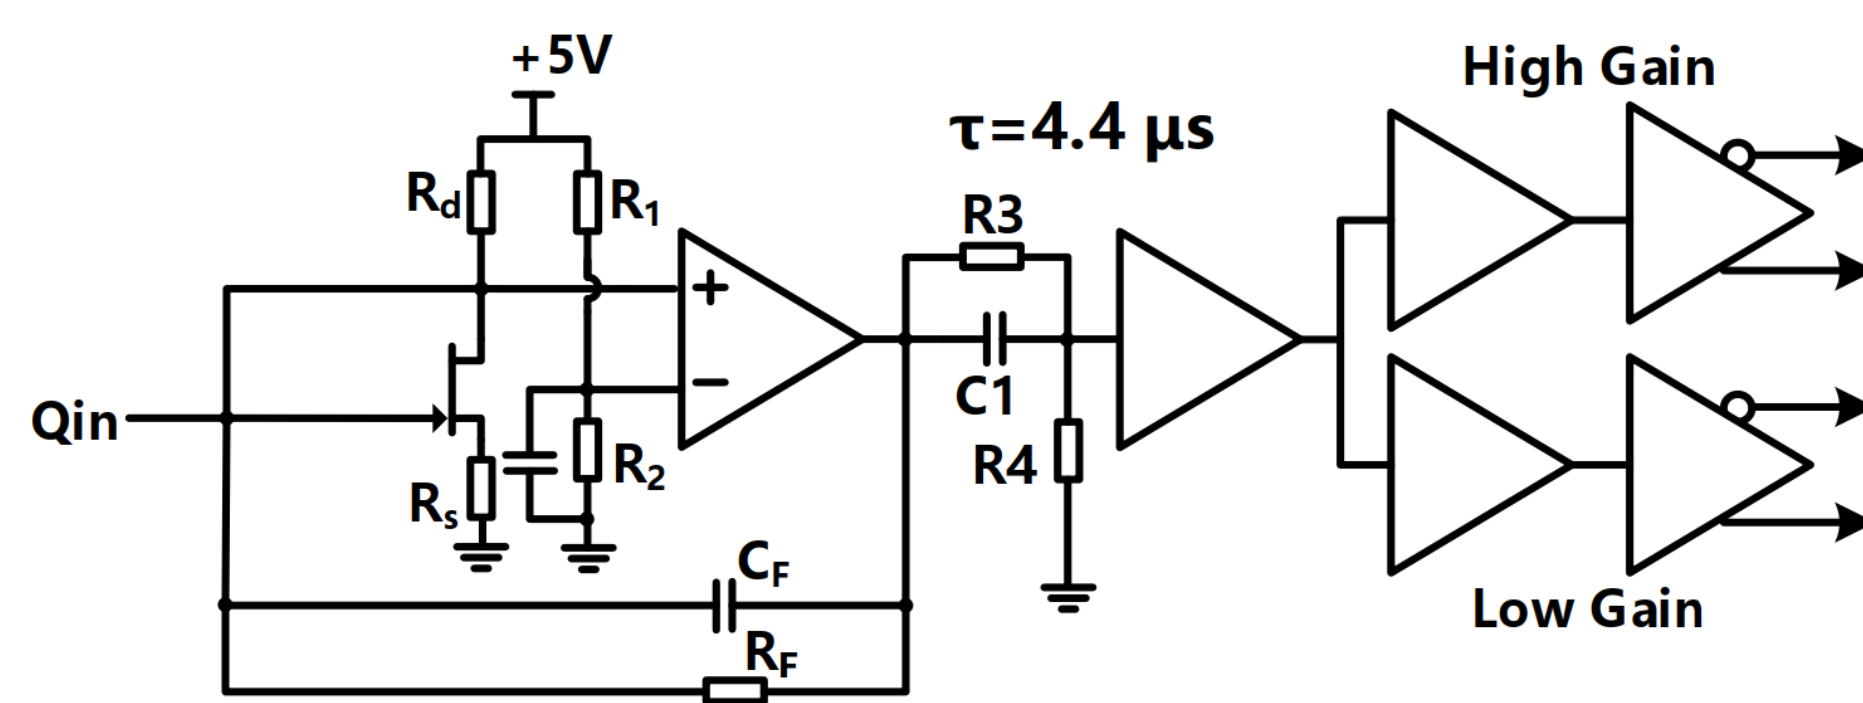 +5V
High Gain
τ=4.4 μs
Rd
R1
R3
+
−
C1
Qin
R4
R2
Rs
CF
Low Gain
RF